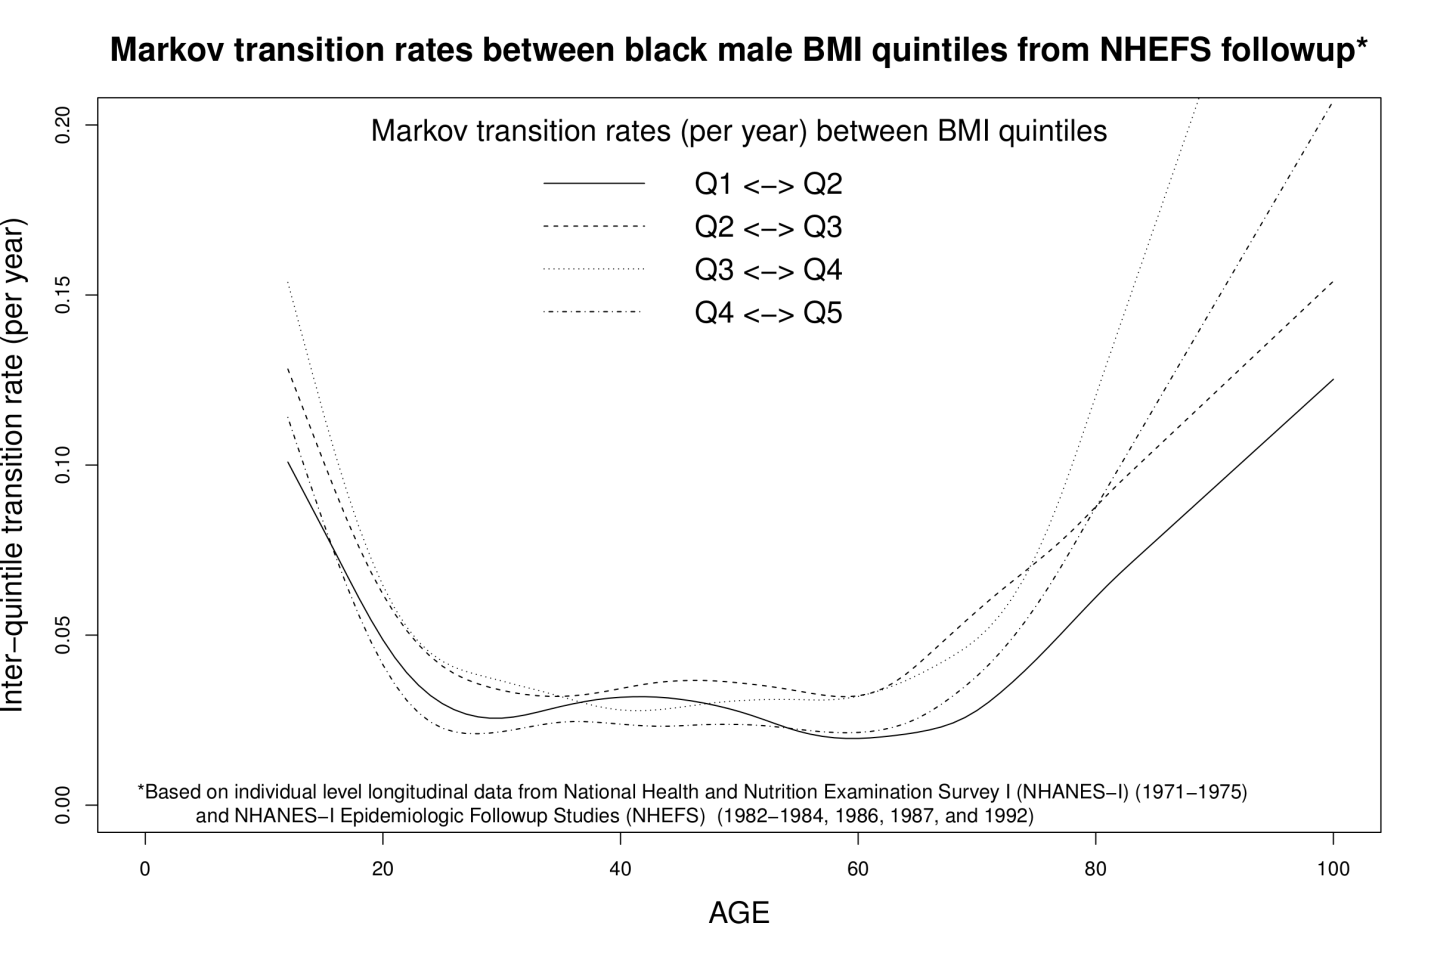 Markov transition rates between black male BMI quintiles from NHEFS followup*
Inter−quintile transition rate (per year)
0.20
0.15
0.10
0.05
0.00
Markov transition rates (per year) between BMI quintiles
Q1 <−> Q2
Q2 <−> Q3
Q3 <−> Q4
Q4 <−> Q5
*Based on individual level longitudinal data from National Health and Nutrition Examination Survey I (NHANES−I) (1971−1975)
and NHANES−I Epidemiologic Followup Studies (NHEFS) (1982−1984, 1986, 1987, and 1992)
0 20 40 60 80 100
AGE